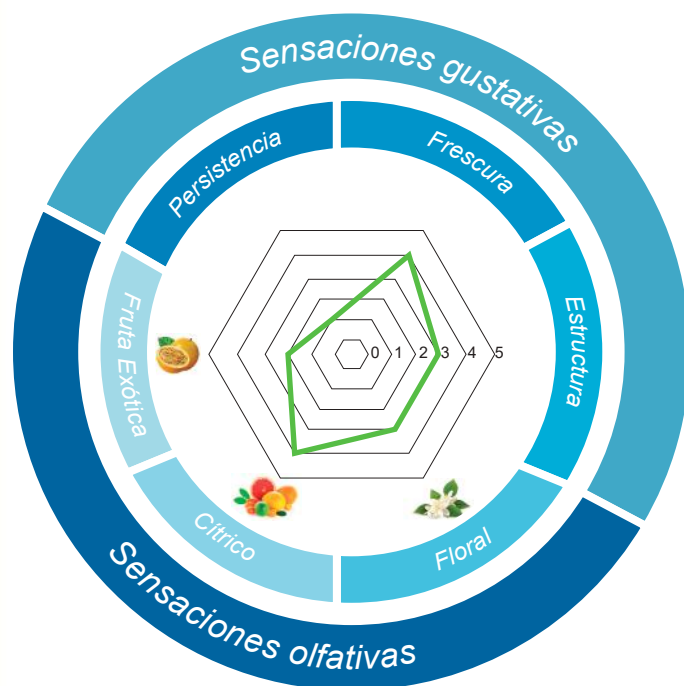 Sensaciones gustativas
Persistencia
Frescura
Fruta Exótica
Estructura
0 1 2 3 4 5
Cítrico
Floral
Sensaciones olfativas